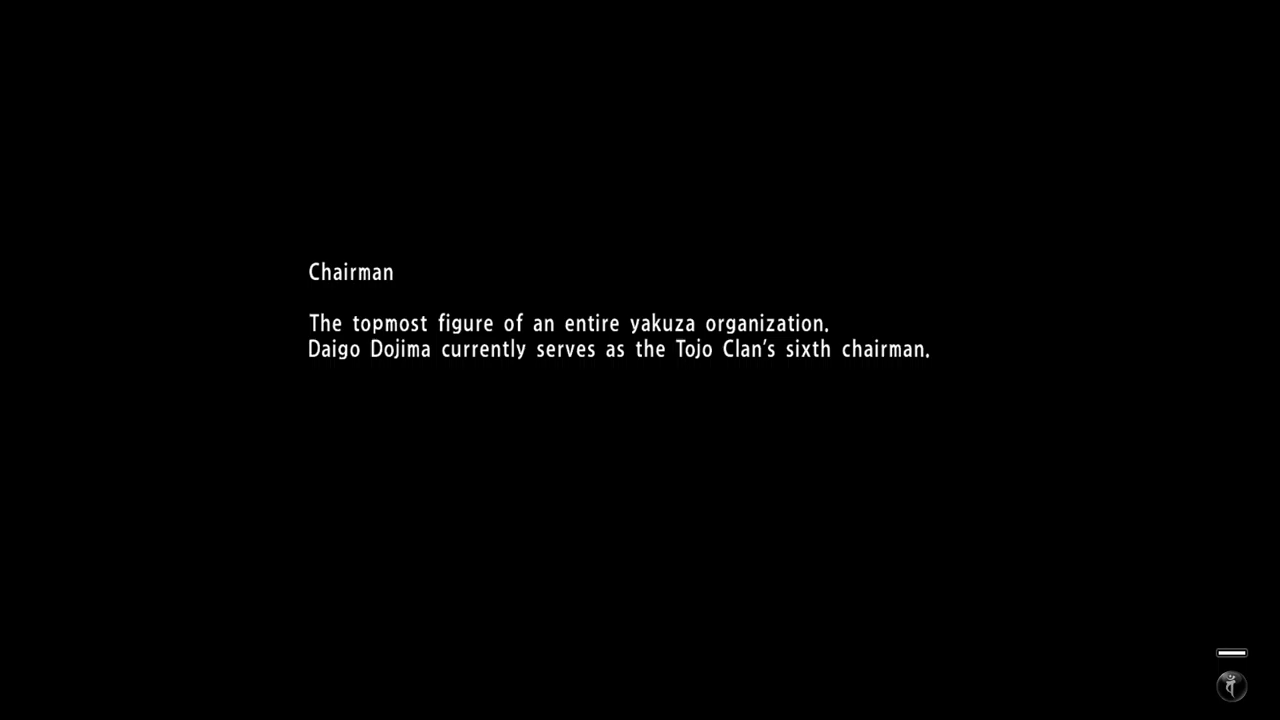 Chairman
The topmost figure of an entire yakuza organization.
Daigo Dojima currently serves as the Tojo Clan's sixth chairman.